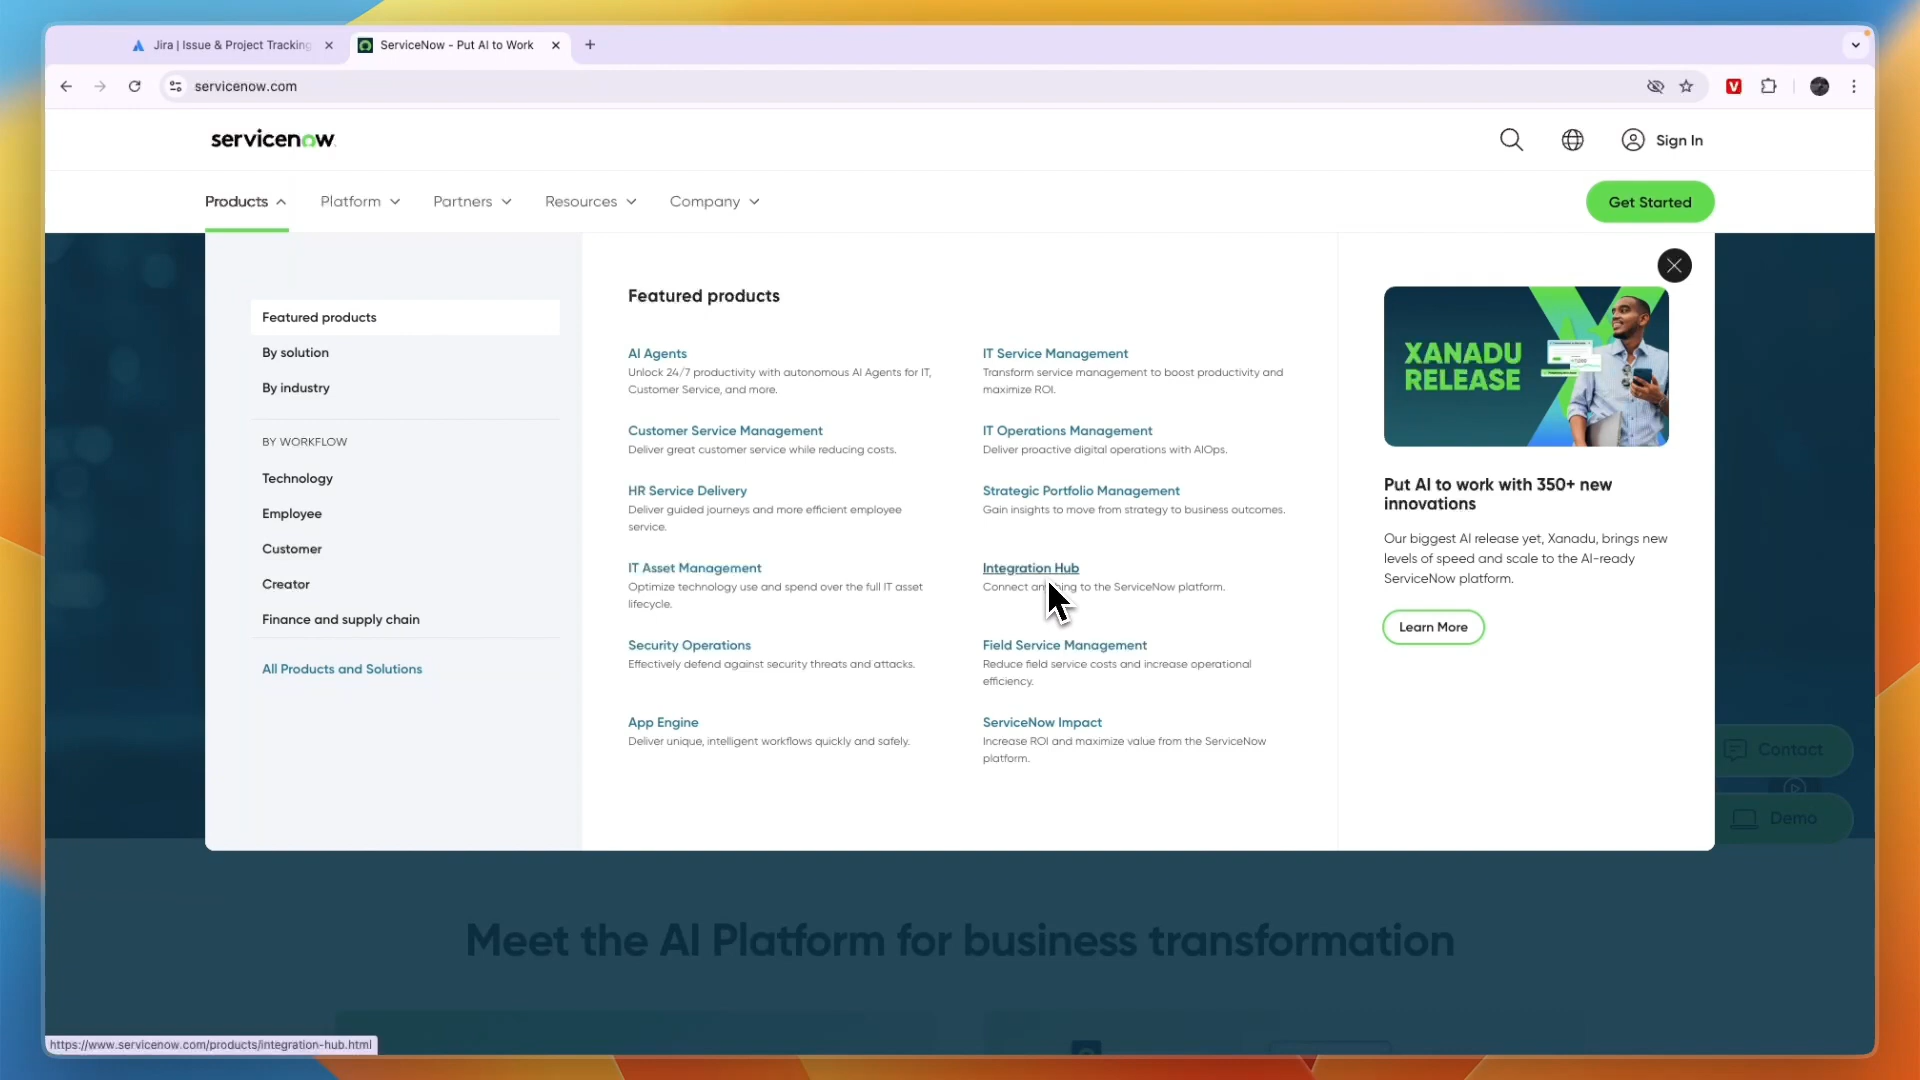 Jira | Issue & Project Tracking
ServiceNow - Put AI to Work
servicenow.com
servicenow
Sign In
Products
Platform
Partners
Resources
Company
Get Started
Featured products
By solution
By industry
BY WORKFLOW
Technology
Employee
Customer
Creator
Finance and supply chain
All Products and Solutions
Featured products
AI Agents
Unlock 24/7 productivity with autonomous AI Agents for IT,
Customer Service, and more.
IT Service Management
Transform service management to boost productivity and
maximize ROI.
Customer Service Management
Deliver great customer service while reducing costs.
IT Operations Management
Deliver proactive digital operations with AIOps.
HR Service Delivery
Deliver guided journeys and more efficient employee
service.
Strategic Portfolio Management
Gain insights to move from strategy to business outcomes.
IT Asset Management
Optimize technology use and spend over the full IT asset
lifecycle.
Integration Hub
Connect to the ServiceNow platform.
Security Operations
Effectively defend against security threats and attacks.
Field Service Management
Reduce field service costs and increase operational
efficiency.
App Engine
Deliver unique, intelligent workflows quickly and safely.
ServiceNow Impact
Increase ROI and maximize value from the ServiceNow
platform.
XANADU
RELEASE
Put AI to work with 350+ new
innovations
Our biggest AI release yet, Xanadu, brings new
levels of speed and scale to the AI-ready
ServiceNow platform.
Learn More
Contact
Demo
Meet the AI Platform for business transformation
https://www.servicenow.com/products/integration-hub.html